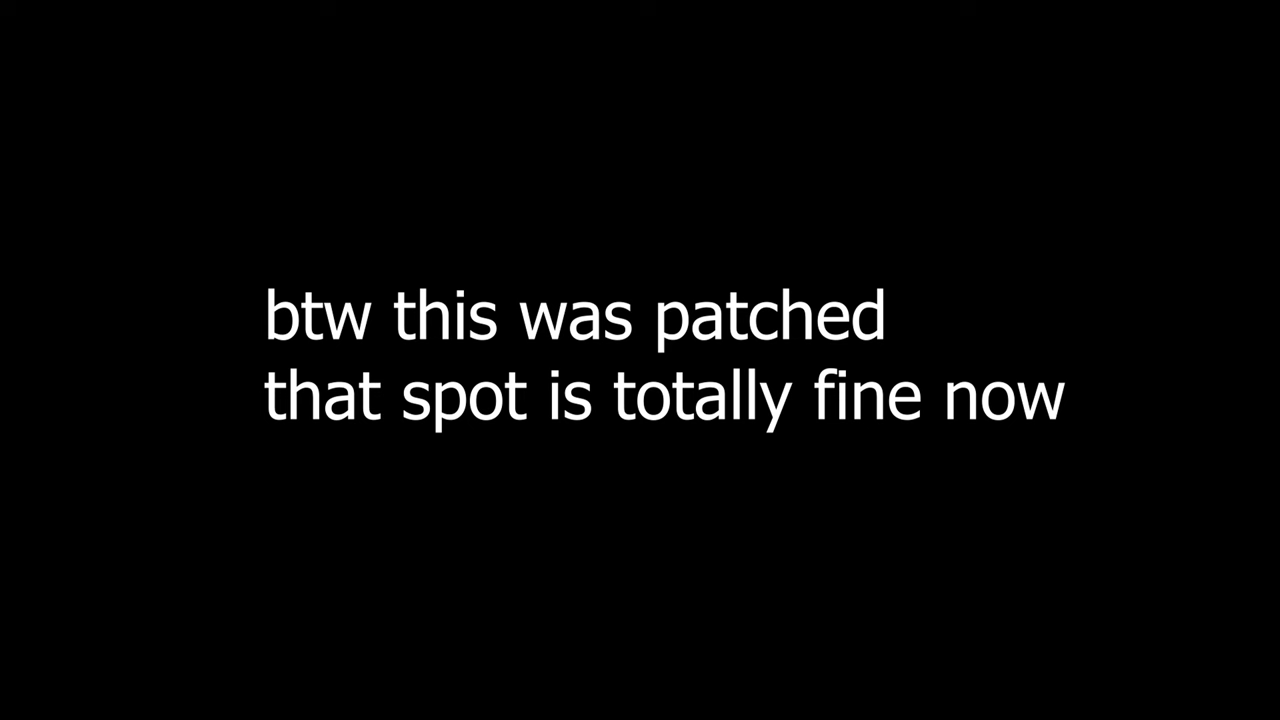 btw this was patched
that spot is totally fine now